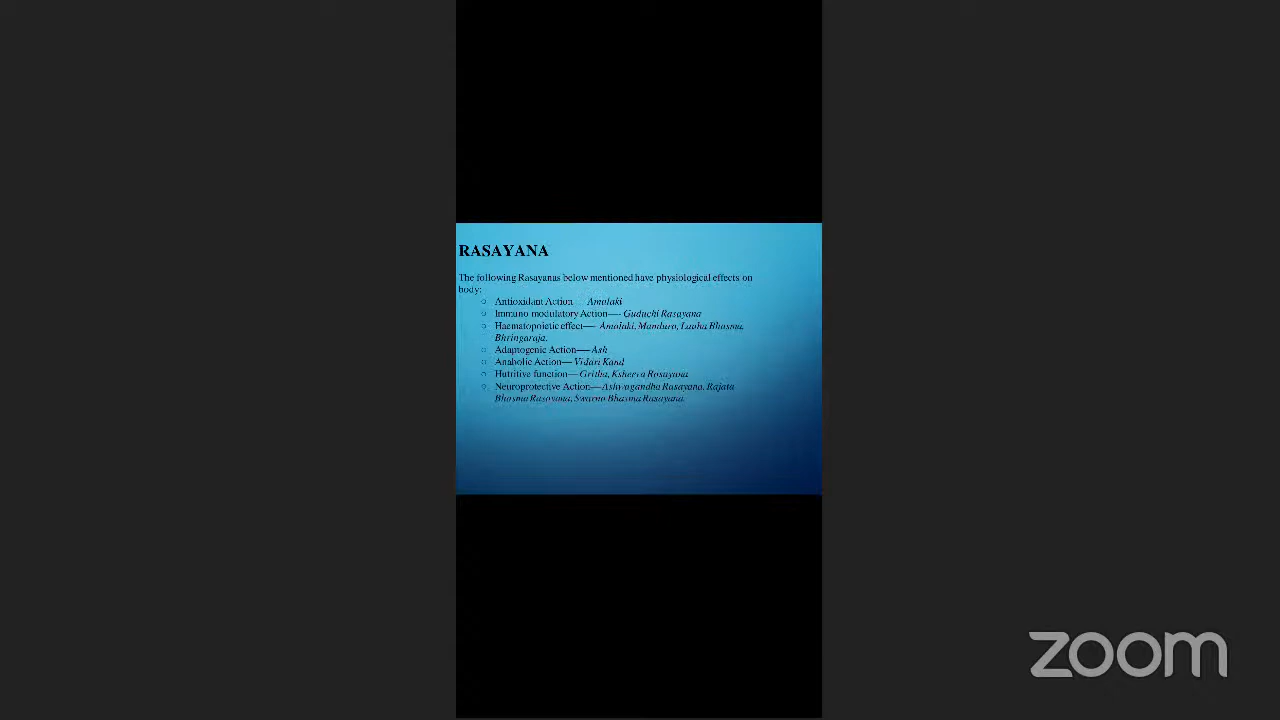 RASAYANA
The following Rasayanas below mentioned have physiological effects on
body:
Antioxidant Action— Amalaki
Immuno modulatory Action— Guduchi Rasayana
Haematopoietic effect— Amalaki, Mandura, Lauha Bhasma,
Bhringaraja.
Adaptogenic Action— Ash
Anabolic Action— Vidari Kand
Nutritive function— Gritha, Ksheera Rasayana
Neuroprotective Action— Ashwagandha Rasayana, Rajata
Bhasma Rasayana, Swarna Bhasma Rasayana.
zoom